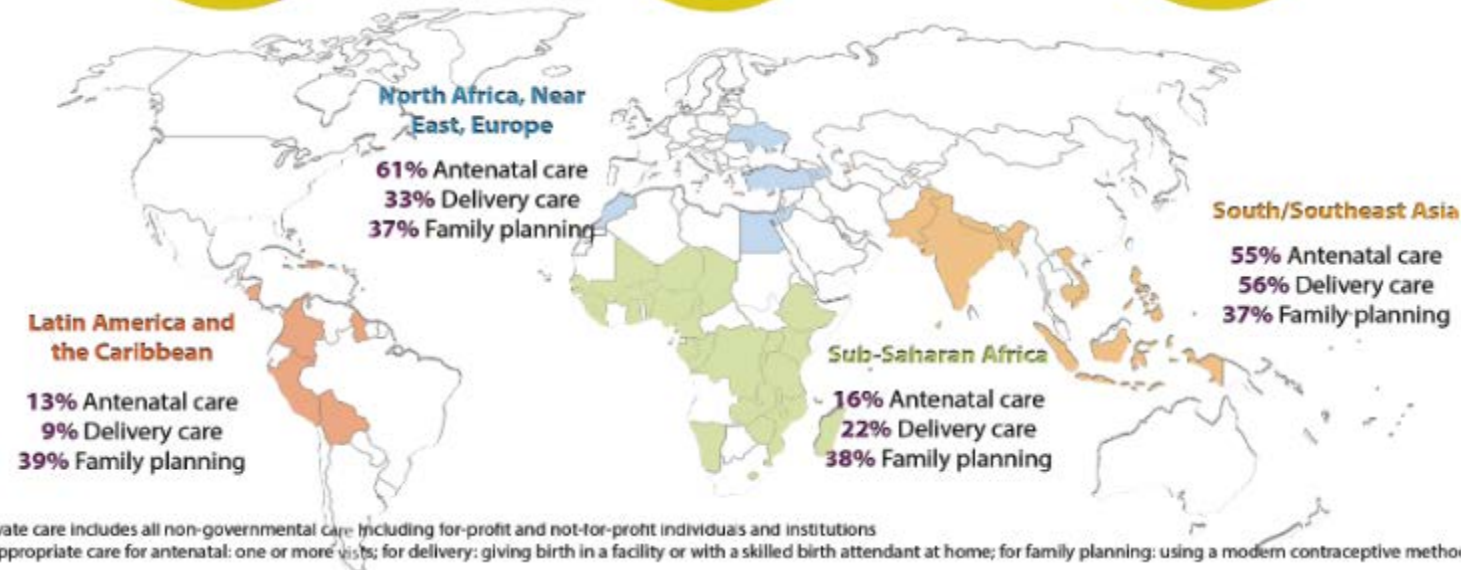 North Africa, Near
East, Europe
61% Antenatal care
33% Delivery care
37% Family planning
South/Southeast Asia
55% Antenatal care
56% Delivery care
37% Family planning
Latin America and
the Caribbean
13% Antenatal care
9% Delivery care
39% Family planning
Sub-Saharan Africa
16% Antenatal care
22% Delivery care
38% Family planning
care includes all non-governmental care including for-profit and not-for-profit individuals and institutions
care for antenatal: one or more visits; for delivery: giving birth in a facility or with a skilled birth attendant at home; for family planning: using a modern contraceptive